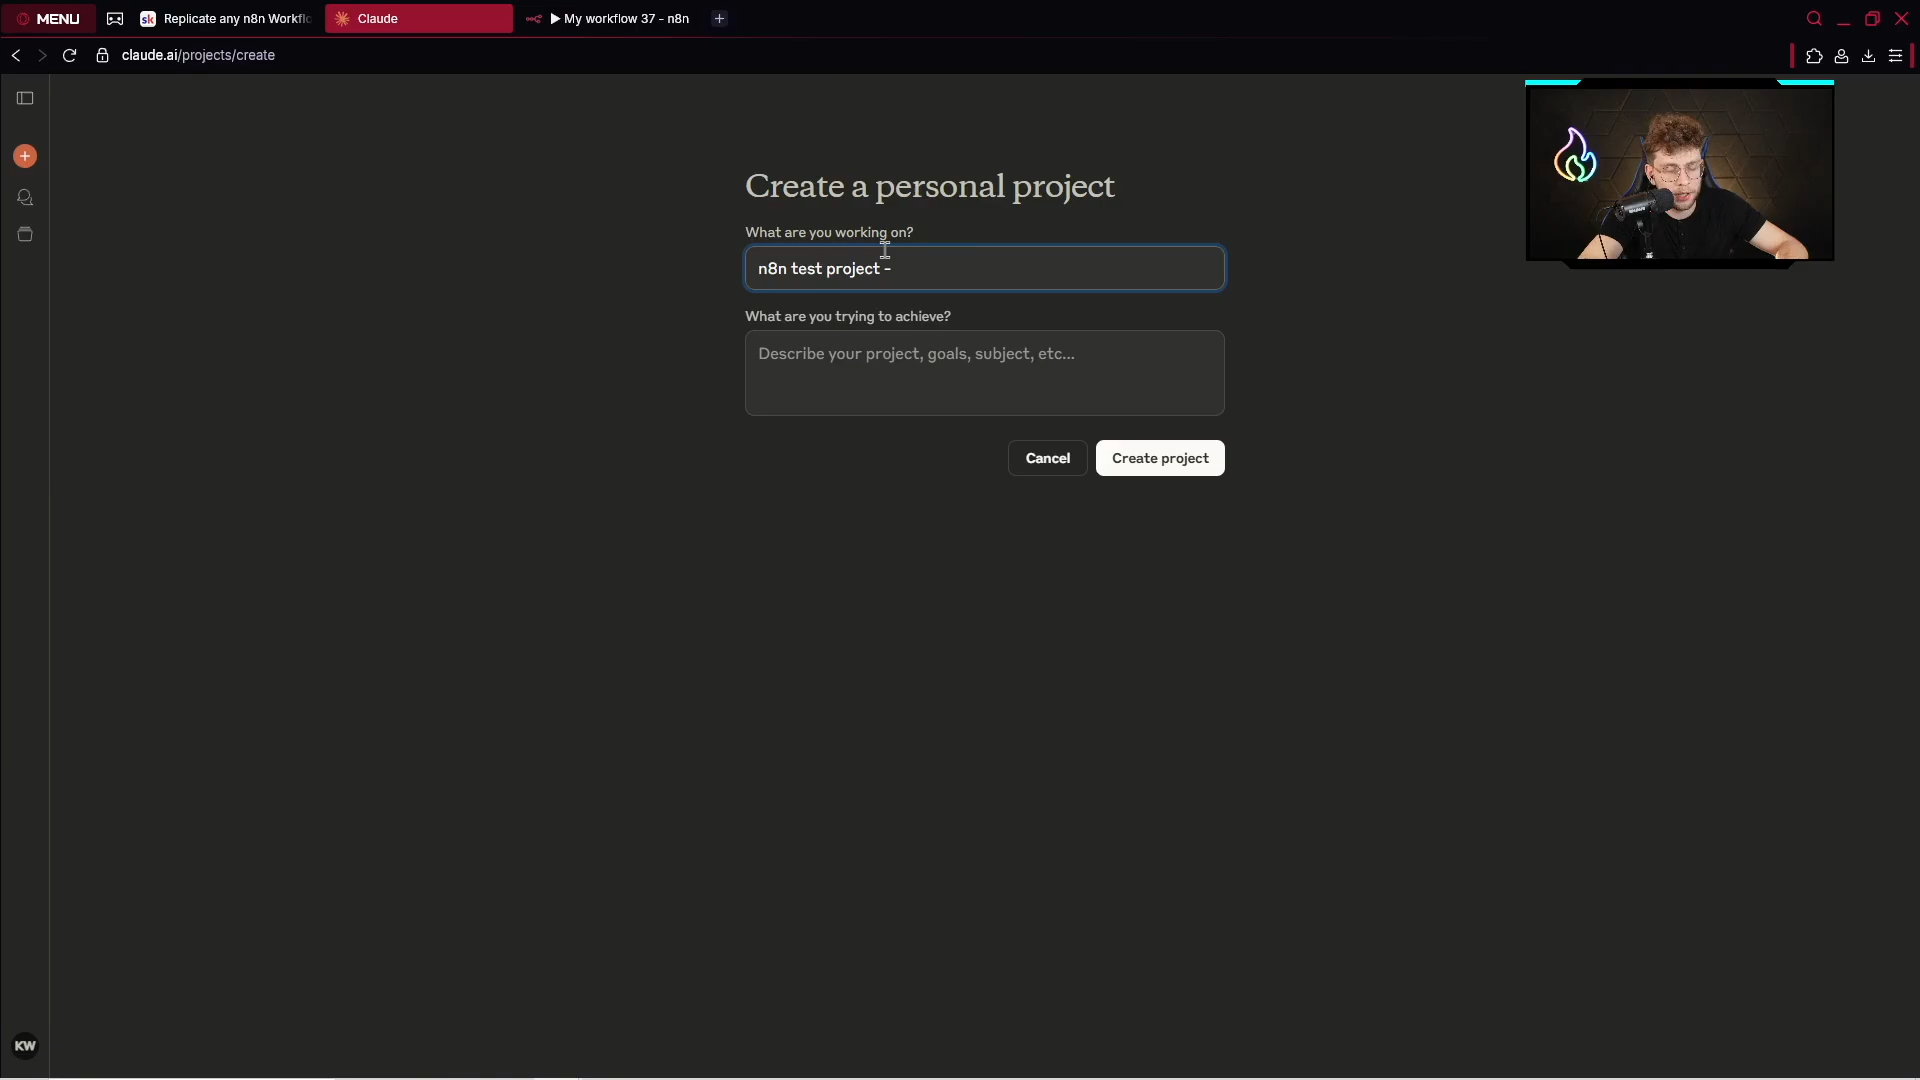 MENU
sk Replicate any n8n Workflo
Claude
▶ My workflow 37 - n8n
claude.ai/projects/create
Create a personal project
What are you working on?
n8n test project -
What are you trying to achieve?
Describe your project, goals, subject, etc...
Cancel
Create project
KW